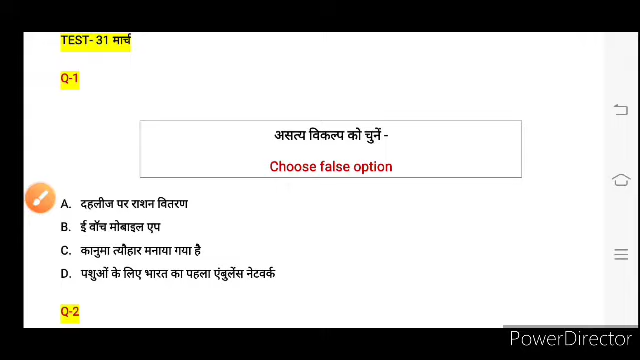 TEST- 31 मार्च
Q-1
असत्य विकल्प को चुनें -
Choose false option
A. दहलीज पर राशन वितरण
B. ई वॉच मोबाइल एप
C. कानुमा त्यौहार मनाया गया है
D. पशुओं के लिए भारत का पहला एंबुलेंस नेटवर्क
Q-2
PowerDirector